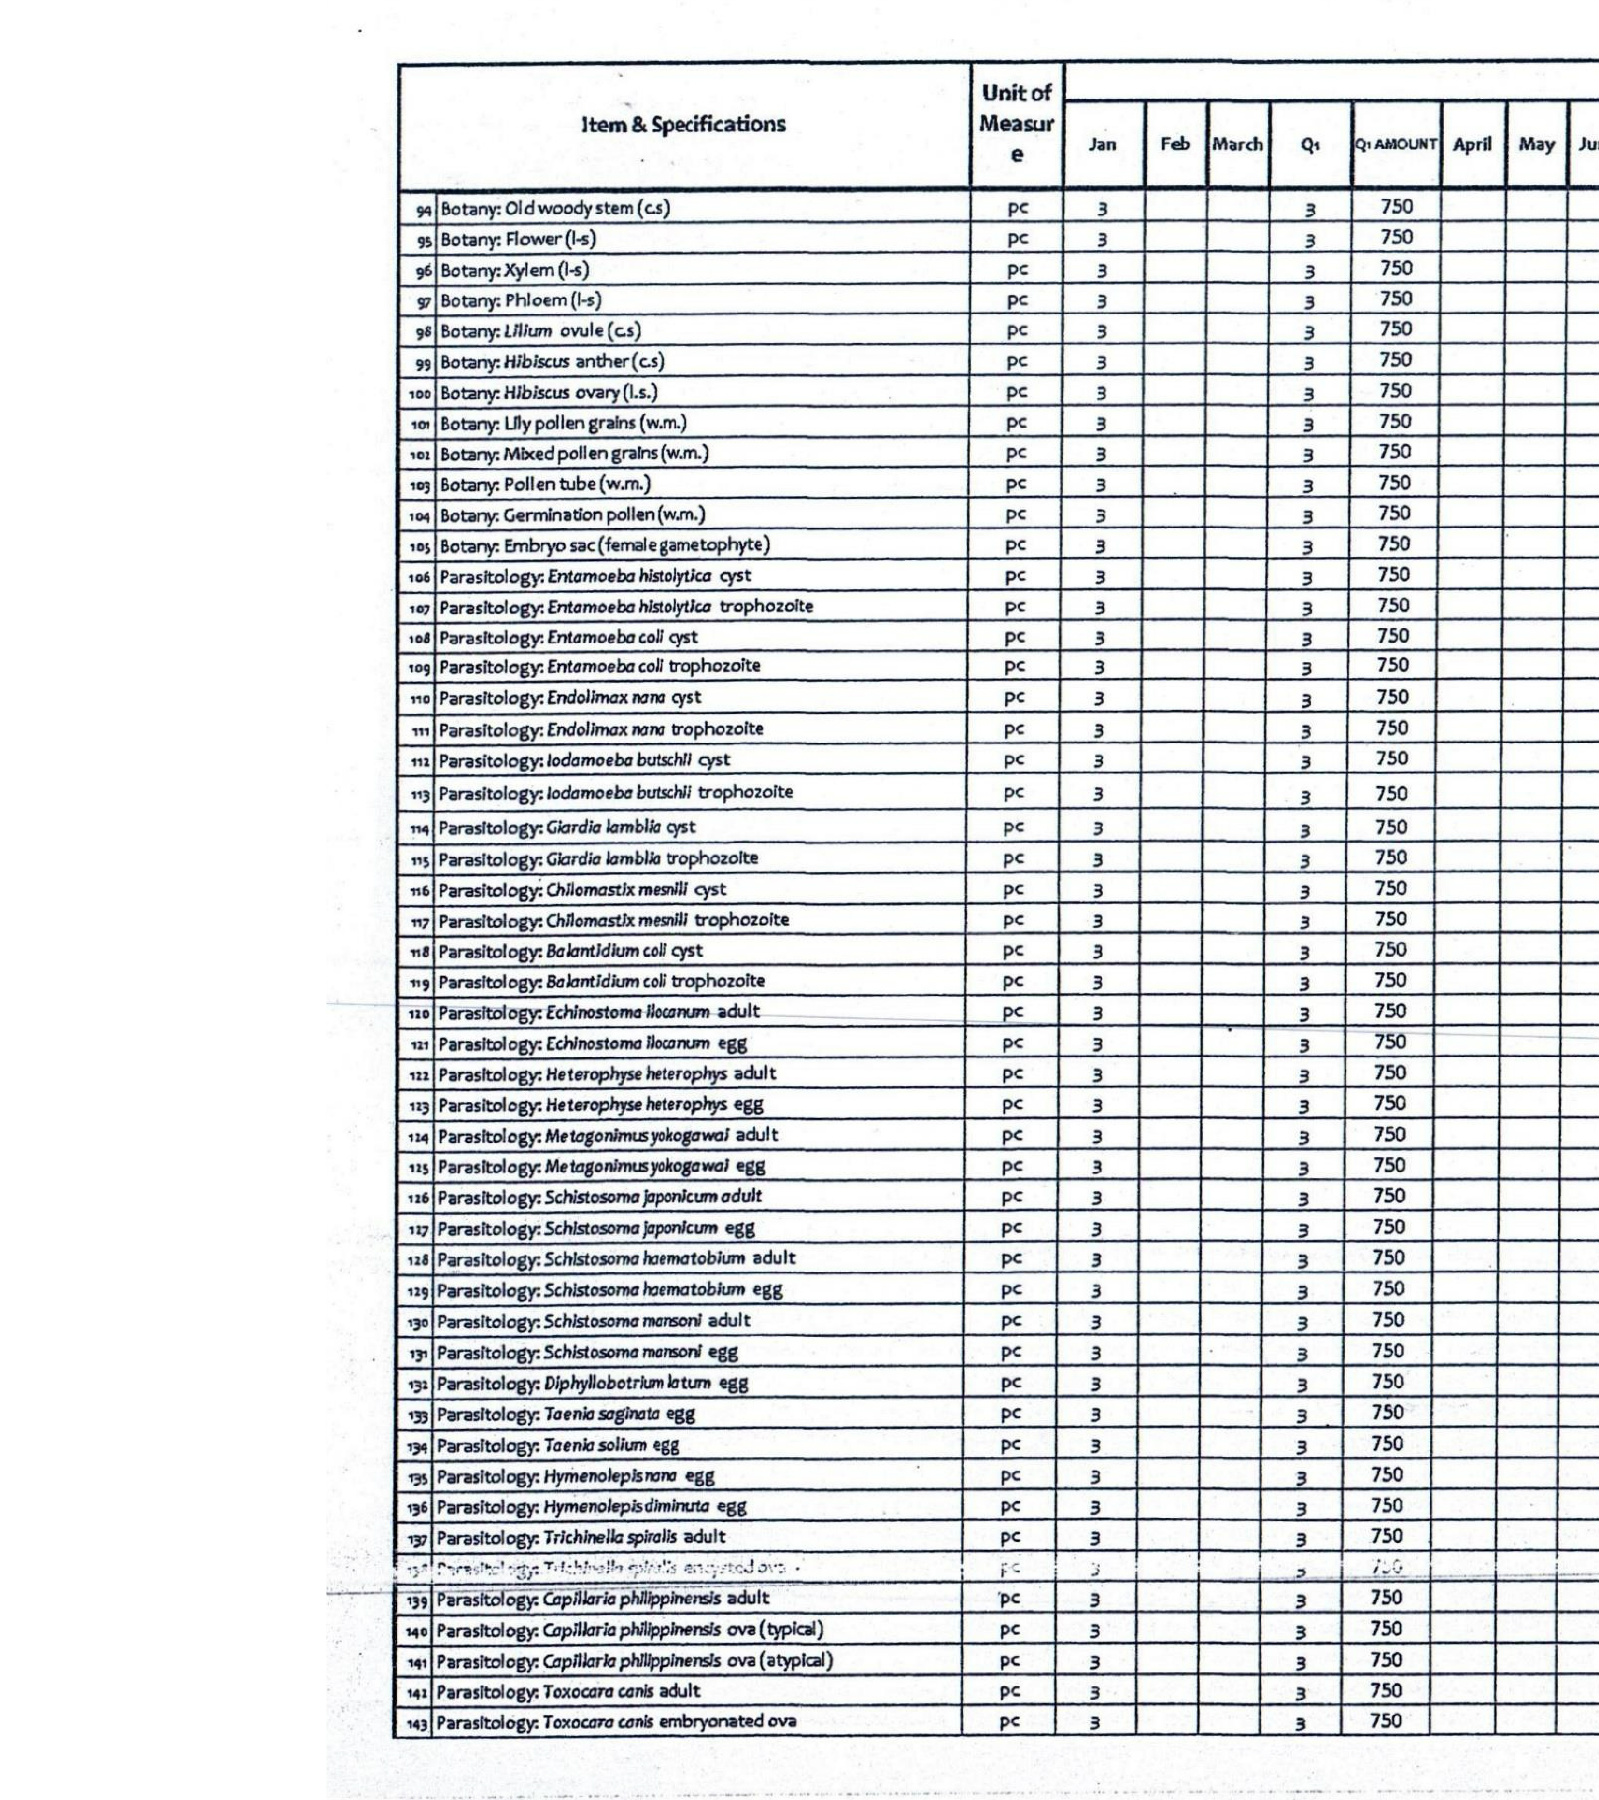 Item & Specifications Unit of Measur e Jan Feb March Q1 Q1 AMOUNT April May Ju
94 Botany: Old woody stem (c.s) pc 3 3 750
95 Botany: Flower (l-s) pc 3 3 750
96 Botany: Xylem (l-s) pc 3 3 750
97 Botany: Phloem (l-s) pc 3 3 750
98 Botany: Lilium ovule (c.s) pc 3 3 750
99 Botany: Hibiscus anther (c.s) pc 3 3 750
100 Botany: Hibiscus ovary (l.s.) pc 3 3 750
101 Botany: Lily pollen grains (w.m.) pc 3 3 750
102 Botany: Mixed pollen grains (w.m.) pc 3 3 750
103 Botany: Pollen tube (w.m.) pc 3 3 750
104 Botany: Germination pollen (w.m.) pc 3 3 750
105 Botany: Embryo sac (female gametophyte) pc 3 3 750
106 Parasitology: Entamoeba histolytica cyst pc 3 3 750
107 Parasitology: Entamoeba histolytica trophozoite pc 3 3 750
108 Parasitology: Entamoeba coli cyst pc 3 3 750
109 Parasitology: Entamoeba coli trophozoite pc 3 3 750
110 Parasitology: Endolimax nana cyst pc 3 3 750
111 Parasitology: Endolimax nana trophozoite pc 3 3 750
112 Parasitology: Iodamoeba butschli cyst pc 3 3 750
113 Parasitology: Iodamoeba butschii trophozoite pc 3 3 750
114 Parasitology: Giardia lamblia cyst pc 3 3 750
115 Parasitology: Giardia lamblia trophozoite pc 3 3 750
116 Parasitology: Chilomastix mesnili cyst pc 3 3 750
117 Parasitology: Chilomastix mesnili trophozoite pc 3 3 750
118 Parasitology: Balantidium coli cyst pc 3 3 750
119 Parasitology: Balantidium coli trophozoite pc 3 3 750
120 Parasitology: Echinostoma ilocanum adult pc 3 3 750
121 Parasitology: Echinostoma ilocanum egg pc 3 3 750
122 Parasitology: Heterophyse heterophys adult pc 3 3 750
123 Parasitology: Heterophyse heterophys egg pc 3 3 750
124 Parasitology: Metagonimus yokogawai adult pc 3 3 750
125 Parasitology: Metagonimus yokogawai egg pc 3 3 750
126 Parasitology: Schistosoma japonicum adult pc 3 3 750
127 Parasitology: Schistosoma japonicum egg pc 3 3 750
128 Parasitology: Schistosoma haematobium adult pc 3 3 750
129 Parasitology: Schistosoma haematobium egg pc 3 3 750
130 Parasitology: Schistosoma mansoni adult pc 3 3 750
131 Parasitology: Schistosoma mansoni egg pc 3 3 750
132 Parasitology: Diphyllobotrium latum egg pc 3 3 750
133 Parasitology: Taenia saginata egg pc 3 3 750
134 Parasitology: Taenia solium egg pc 3 3 750
135 Parasitology: Hymenolepis nana egg pc 3 3 750
136 Parasitology: Hymenolepis diminuta egg pc 3 3 750
137 Parasitology: Trichinella spiralis adult pc 3 3 750
138 Parasitology: Trichinella spiralis encysted ova pc 3 3 750
139 Parasitology: Capillaria philippinensis adult pc 3 3 750
140 Parasitology: Capillaria philippinensis ova (typical) pc 3 3 750
141 Parasitology: Capillaria philippinensis ova (atypical) pc 3 3 750
142 Parasitology: Toxocara canis adult pc 3 3 750
143 Parasitology: Toxocara canis embryonated ova pc 3 3 750